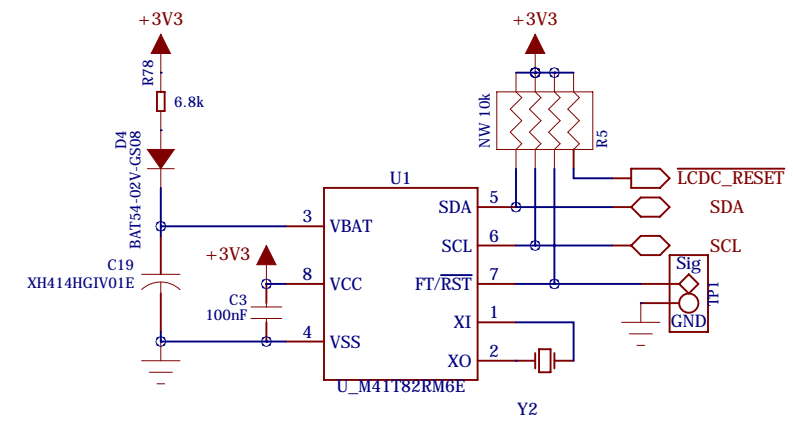 +3V3
+3V3
R78
6.8k
D4
BAT54-02V-GS08
NW 10k
R5
LCDC_RESET
U1
SDA
5
SDA
3
VBAT
SCL
6
SCL
+3V3
C19
XH414HGIV01E
8
VCC
FT/RST
7
Sig
TP1
GND
C3
100nF
XI
1
4
VSS
XO
2
U_M41T82RM6E
Y2